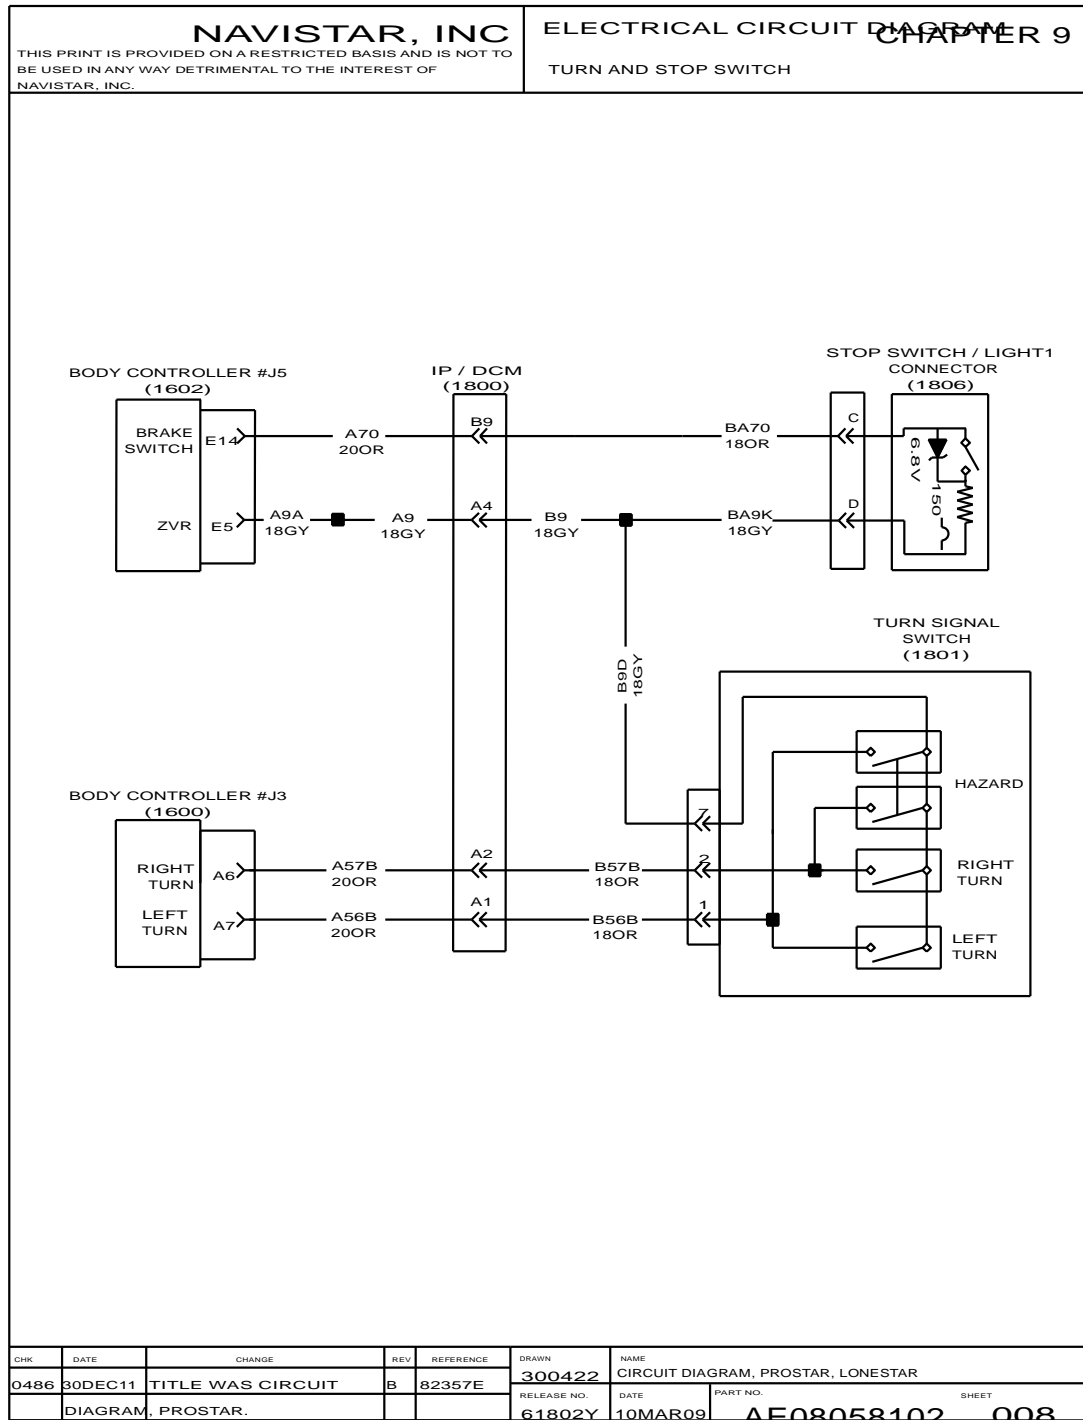 NAVISTAR, INC
THIS PRINT IS PROVIDED ON A RESTRICTED BASIS AND IS NOT TO
BE USED IN ANY WAY DETRIMENTAL TO THE INTEREST OF
NAVISTAR, INC.
ELECTRICAL CIRCUIT DIAGRAM
CHAPTER 9
TURN AND STOP SWITCH
BODY CONTROLLER #J5
(1602)
BRAKE
SWITCH
E14
ZVR
E5
A70
20OR
A9A
18GY
A9
18GY
IP / DCM
(1800)
B9
A4
B9
18GY
BA70
18OR
BA9K
18GY
STOP SWITCH / LIGHT1
CONNECTOR
(1806)
C
D
6.8V
150
B9D
18GY
TURN SIGNAL
SWITCH
(1801)
HAZARD
RIGHT
TURN
LEFT
TURN
7
2
1
BODY CONTROLLER #J3
(1600)
RIGHT
TURN
A6
LEFT
TURN
A7
A57B
20OR
A56B
20OR
A2
A1
B57B
18OR
B56B
18OR
CHK DATE CHANGE REV REFERENCE
0486 30DEC11 TITLE WAS CIRCUIT B 82357E
DIAGRAM, PROSTAR.
DRAWN
300422
NAME
CIRCUIT DIAGRAM, PROSTAR, LONESTAR
RELEASE NO.
61802Y
DATE
10MAR09
PART NO.
AE08058102
SHEET
008